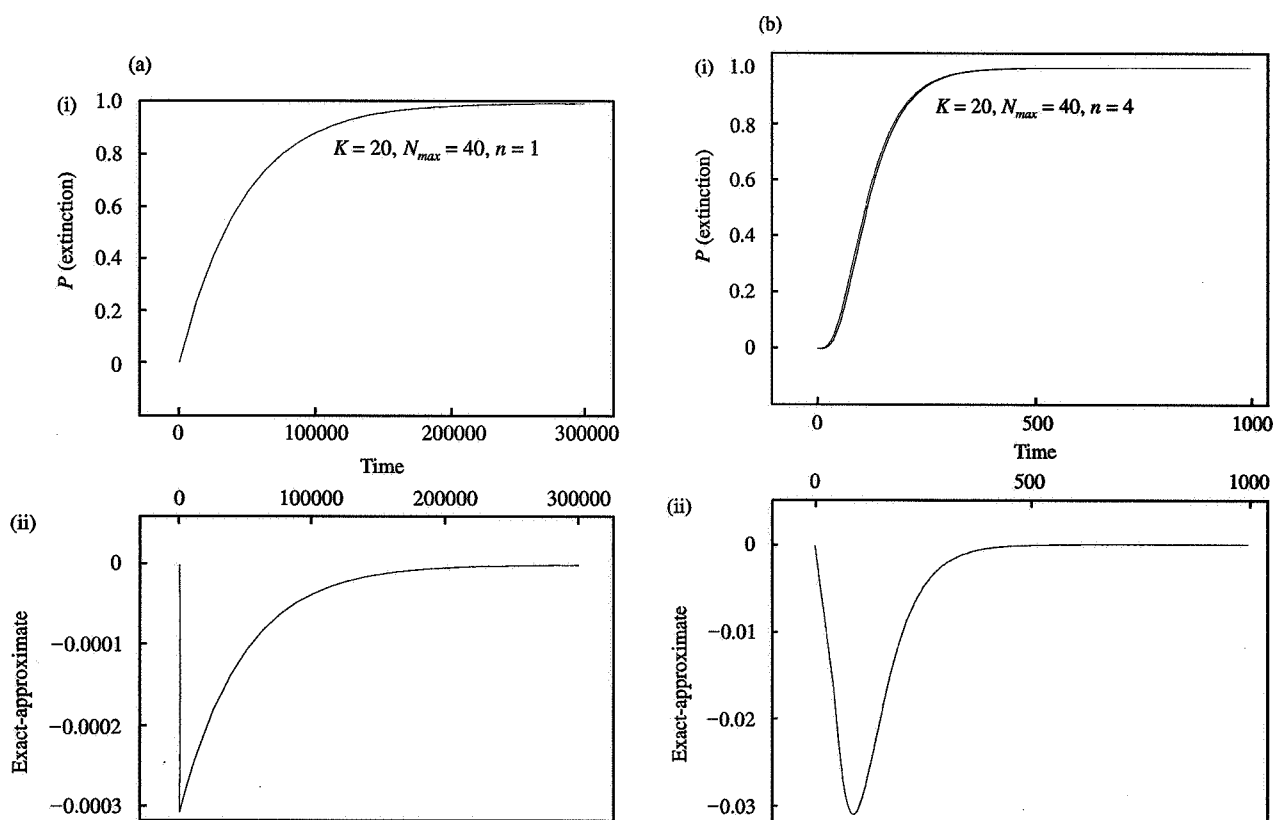 (a)
(i)
P (extinction)
1.0
0.8
0.6
0.4
0.2
0
K = 20, Nmax = 40, n = 1
0 100000 200000 300000
Time
0 100000 200000 300000
(ii)
Exact-approximate
0
−0.0001
−0.0002
−0.0003
(b)
(i)
P (extinction)
1.0
0.8
0.6
0.4
0.2
0
K = 20, Nmax = 40, n = 4
0 500 1000
Time
0 500 1000
(ii)
Exact-approximate
0
−0.01
−0.02
−0.03